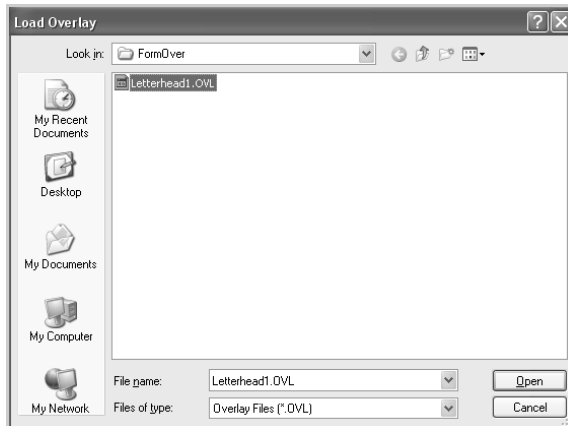 Load Overlay
Look in: FormOver
Letterhead1.OVL
My Recent
Documents
Desktop
My Documents
My Computer
My Network
File name: Letterhead1.OVL Open
Files of type: Overlay Files (*.OVL) Cancel